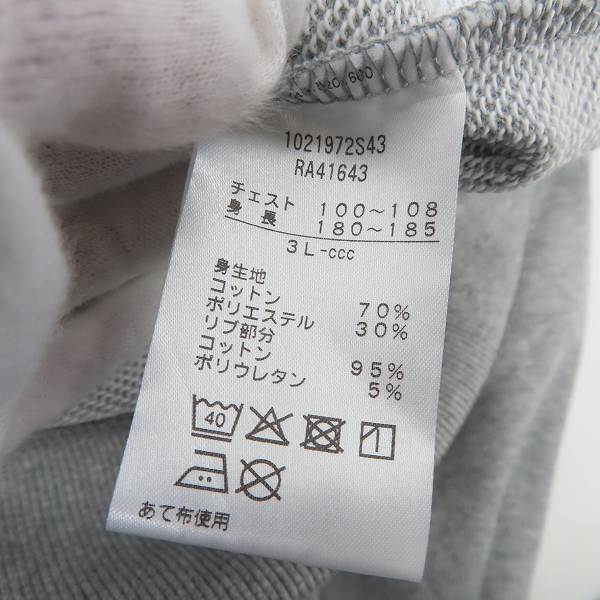 1021972S43
RA41643
チェスト 100～108
身長 180～185
3L-ccc
身生地
コットン 70%
ポリエステル 30%
リブ部分
コットン 95%
ポリウレタン 5%
40
あて布使用